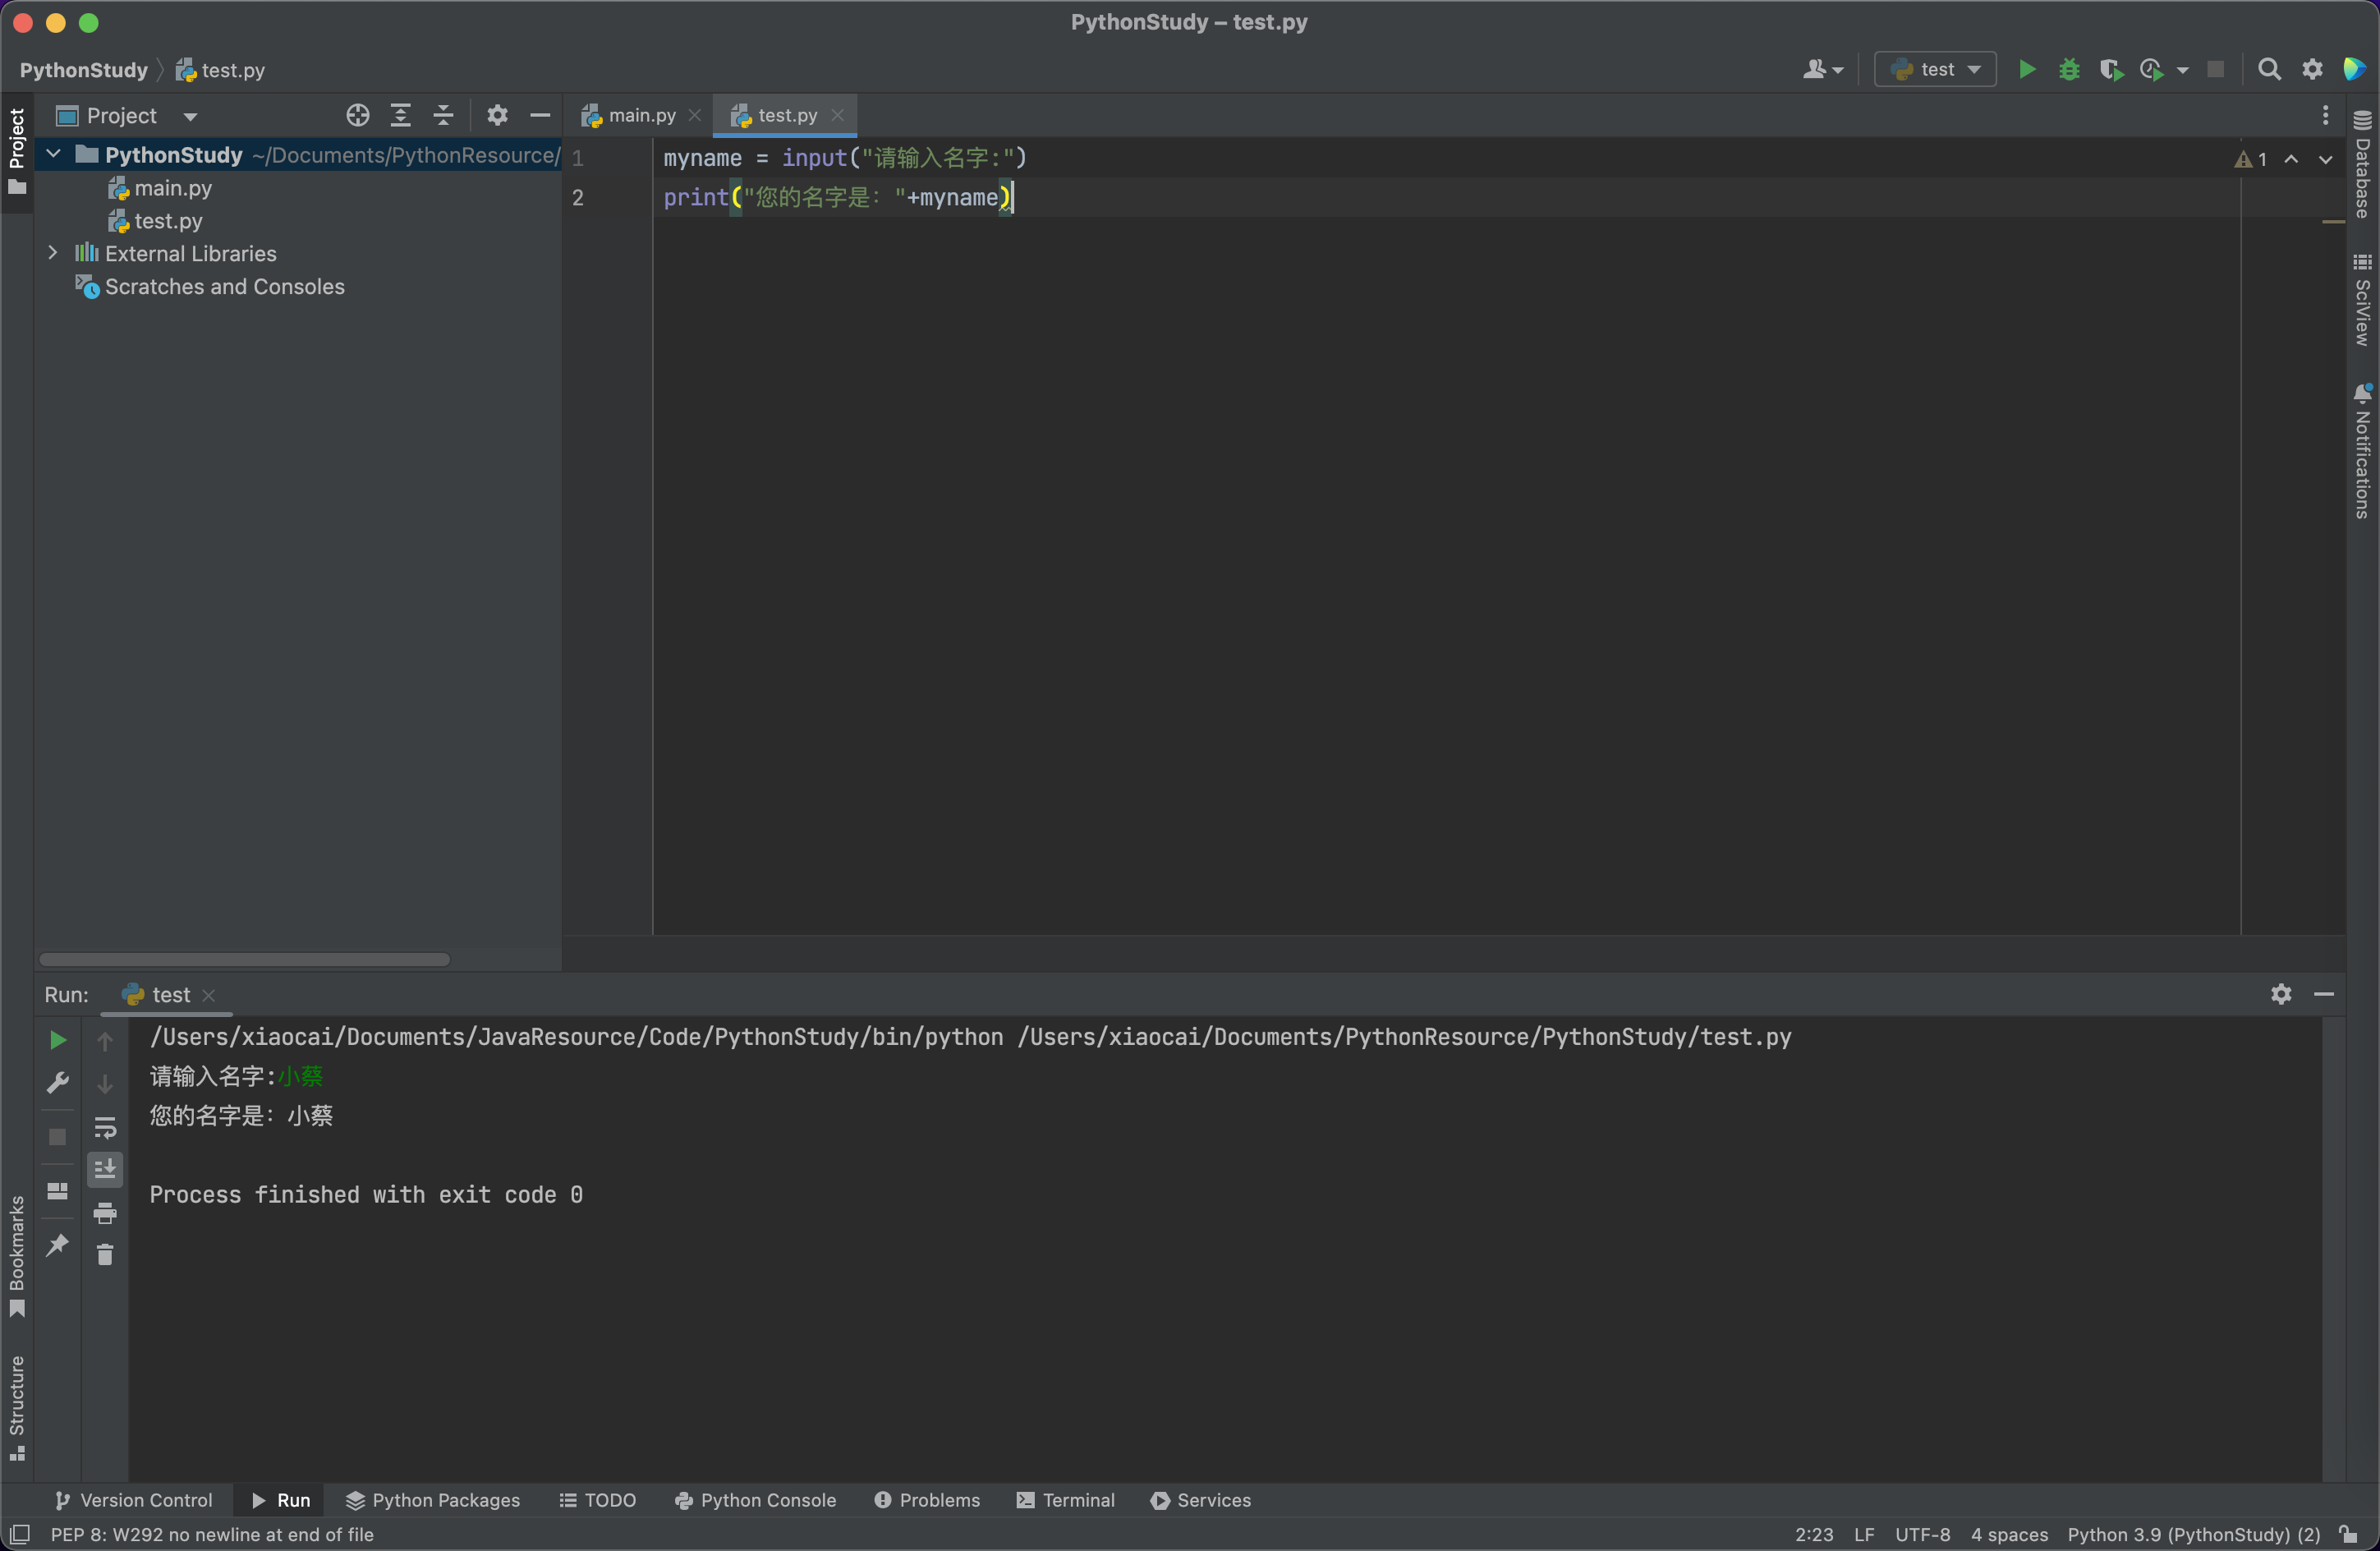 PythonStudy – test.py
PythonStudy test.py
test
Project
main.py
test.py
1
Project
PythonStudy ~/Documents/PythonResource/
main.py
test.py
External Libraries
Scratches and Consoles
1 myname = input("请输入名字:")
2 print("您的名字是: "+myname)
Database
SciView
Notifications
Run: test
/Users/xiaocai/Documents/JavaResource/Code/PythonStudy/bin/python /Users/xiaocai/Documents/PythonResource/PythonStudy/test.py
请输入名字:小蔡
您的名字是: 小蔡
Process finished with exit code 0
Bookmarks
Structure
Version Control Run Python Packages TODO Python Console Problems Terminal Services
PEP 8: W292 no newline at end of file 2:23 LF UTF-8 4 spaces Python 3.9 (PythonStudy) (2)